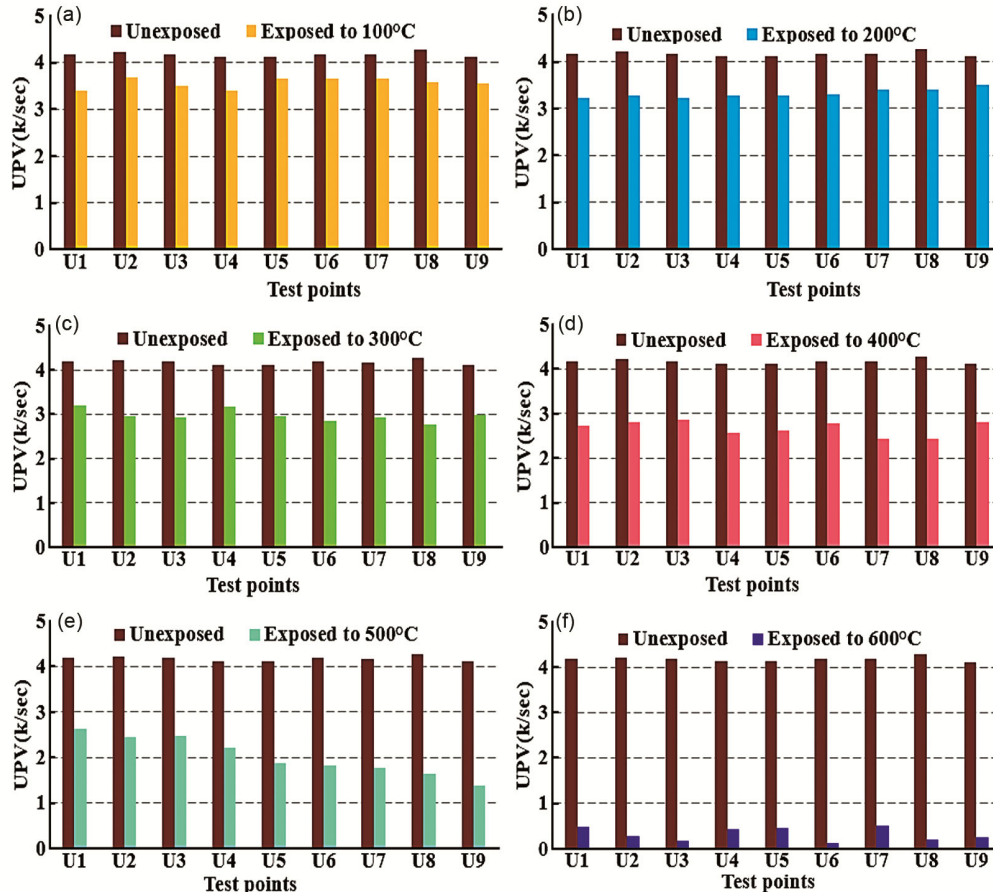 (a)
Unexposed Exposed to 100°C
UPV(k/sec)
5
4
3
2
1
0
U1 U2 U3 U4 U5 U6 U7 U8 U9
Test points
(b)
Unexposed Exposed to 200°C
UPV(k/sec)
5
4
3
2
1
0
U1 U2 U3 U4 U5 U6 U7 U8 U9
Test points
(c)
Unexposed Exposed to 300°C
UPV(k/sec)
5
4
3
2
1
0
U1 U2 U3 U4 U5 U6 U7 U8 U9
Test points
(d)
Unexposed Exposed to 400°C
UPV(k/sec)
5
4
3
2
1
0
U1 U2 U3 U4 U5 U6 U7 U8 U9
Test points
(e)
Unexposed Exposed to 500°C
UPV(k/sec)
5
4
3
2
1
0
U1 U2 U3 U4 U5 U6 U7 U8 U9
Test points
(f)
Unexposed Exposed to 600°C
UPV(k/sec)
5
4
3
2
1
0
U1 U2 U3 U4 U5 U6 U7 U8 U9
Test points